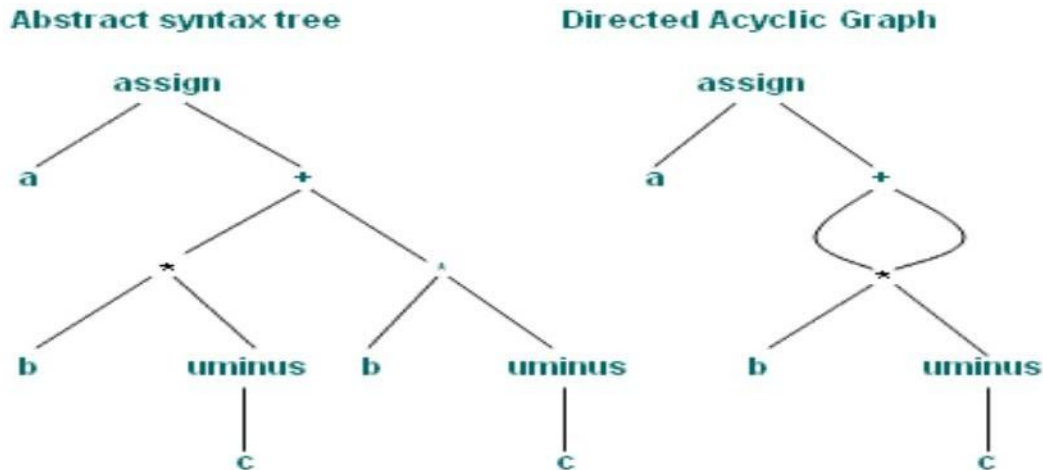 Abstract syntax tree Directed Acyclic Graph
assign assign
a + a +
* * *
b uminus b uminus b uminus
c c c